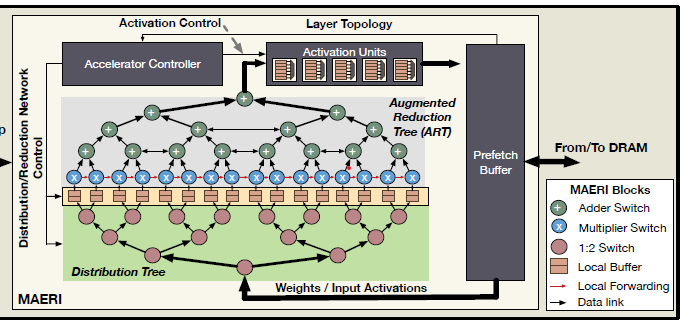 Activation Control
Layer Topology
Accelerator Controller
Activation Units
Augmented
Reduction
Tree (ART)
Distribution/Reduction Network
Control
p
+
+ +
+ + + +
+ + + + + + + +
X X X X X X X X X X X X X X X X
Prefetch
Buffer
From/To DRAM
MAERI Blocks
+ Adder Switch
X Multiplier Switch
1:2 Switch
Local Buffer
Local Forwarding
Data link
Distribution Tree
Weights / Input Activations
MAERI